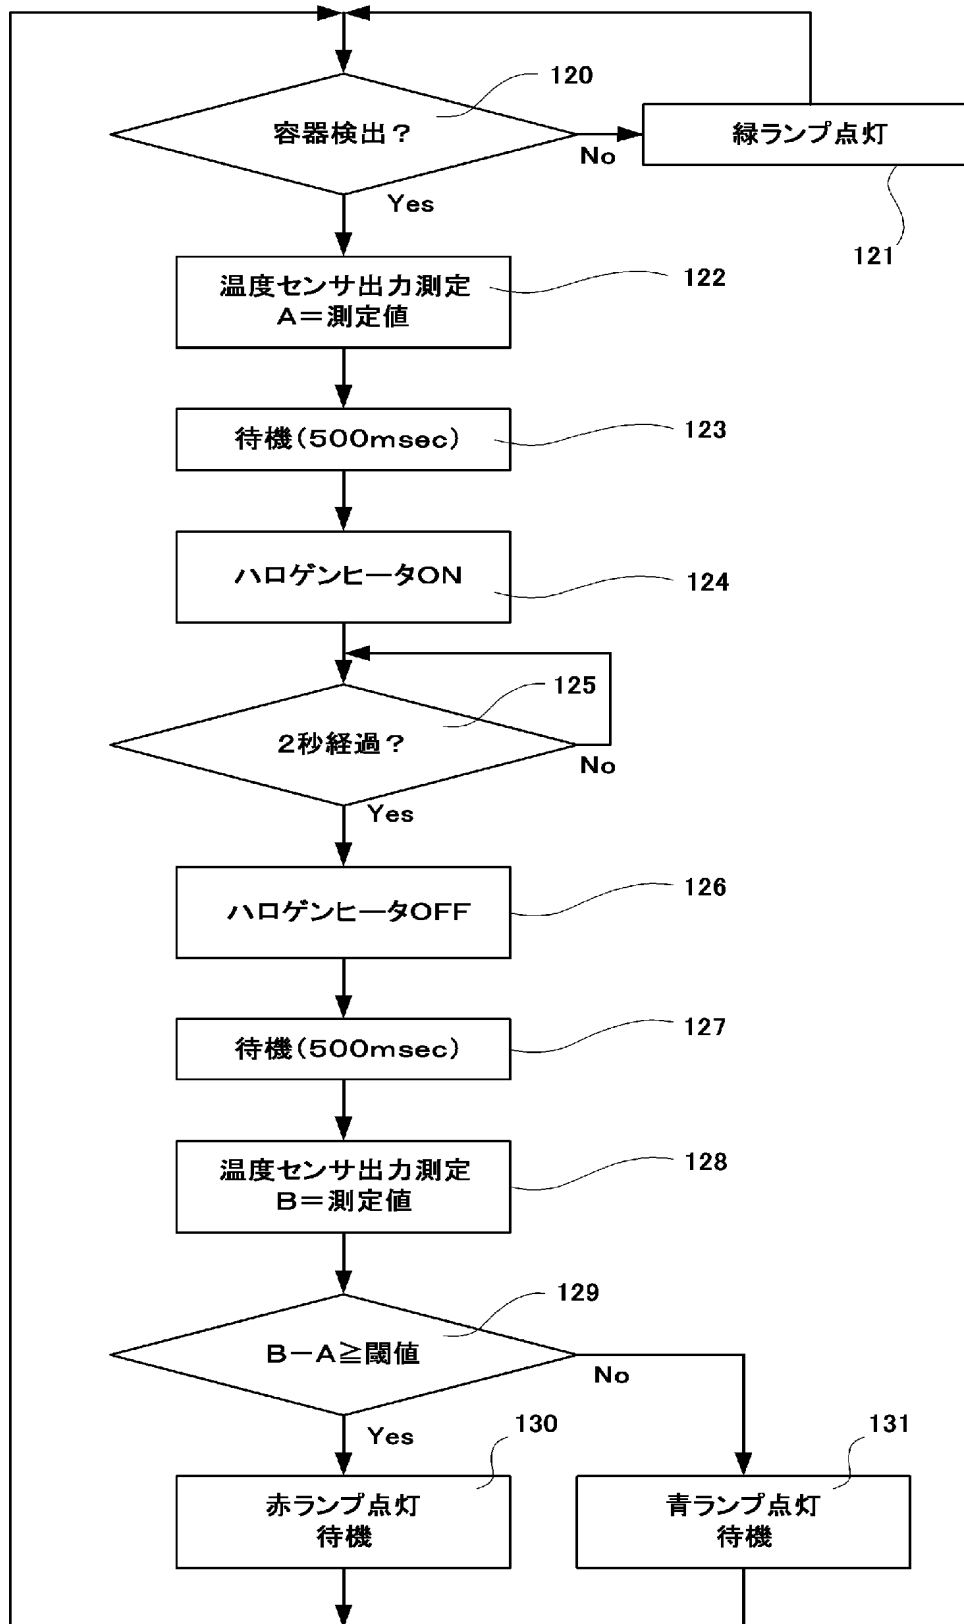 120
容器検出？
No
緑ランプ点灯
121
Yes
122
温度センサ出力測定
A＝測定値
123
待機（500msec）
ハロゲンヒータON
124
125
2秒経過？
No
Yes
126
ハロゲンヒータOFF
127
待機（500msec）
128
温度センサ出力測定
B＝測定値
129
B－A≧閾値
No
Yes
130
赤ランプ点灯
待機
131
青ランプ点灯
待機